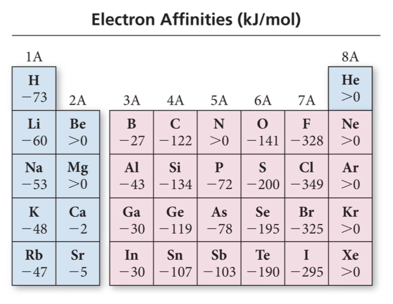 Electron Affinities (kJ/mol)
1A 8A
H He
−73 2A 3A 4A 5A 6A 7A >0
Li Be B C N O F Ne
−60 >0 −27 −122 >0 −141 −328 >0
Na Mg Al Si P S Cl Ar
−53 >0 −43 −134 −72 −200 −349 >0
K Ca Ga Ge As Se Br Kr
−48 −2 −30 −119 −78 −195 −325 >0
Rb Sr In Sn Sb Te I Xe
−47 −5 −30 −107 −103 −190 −295 >0